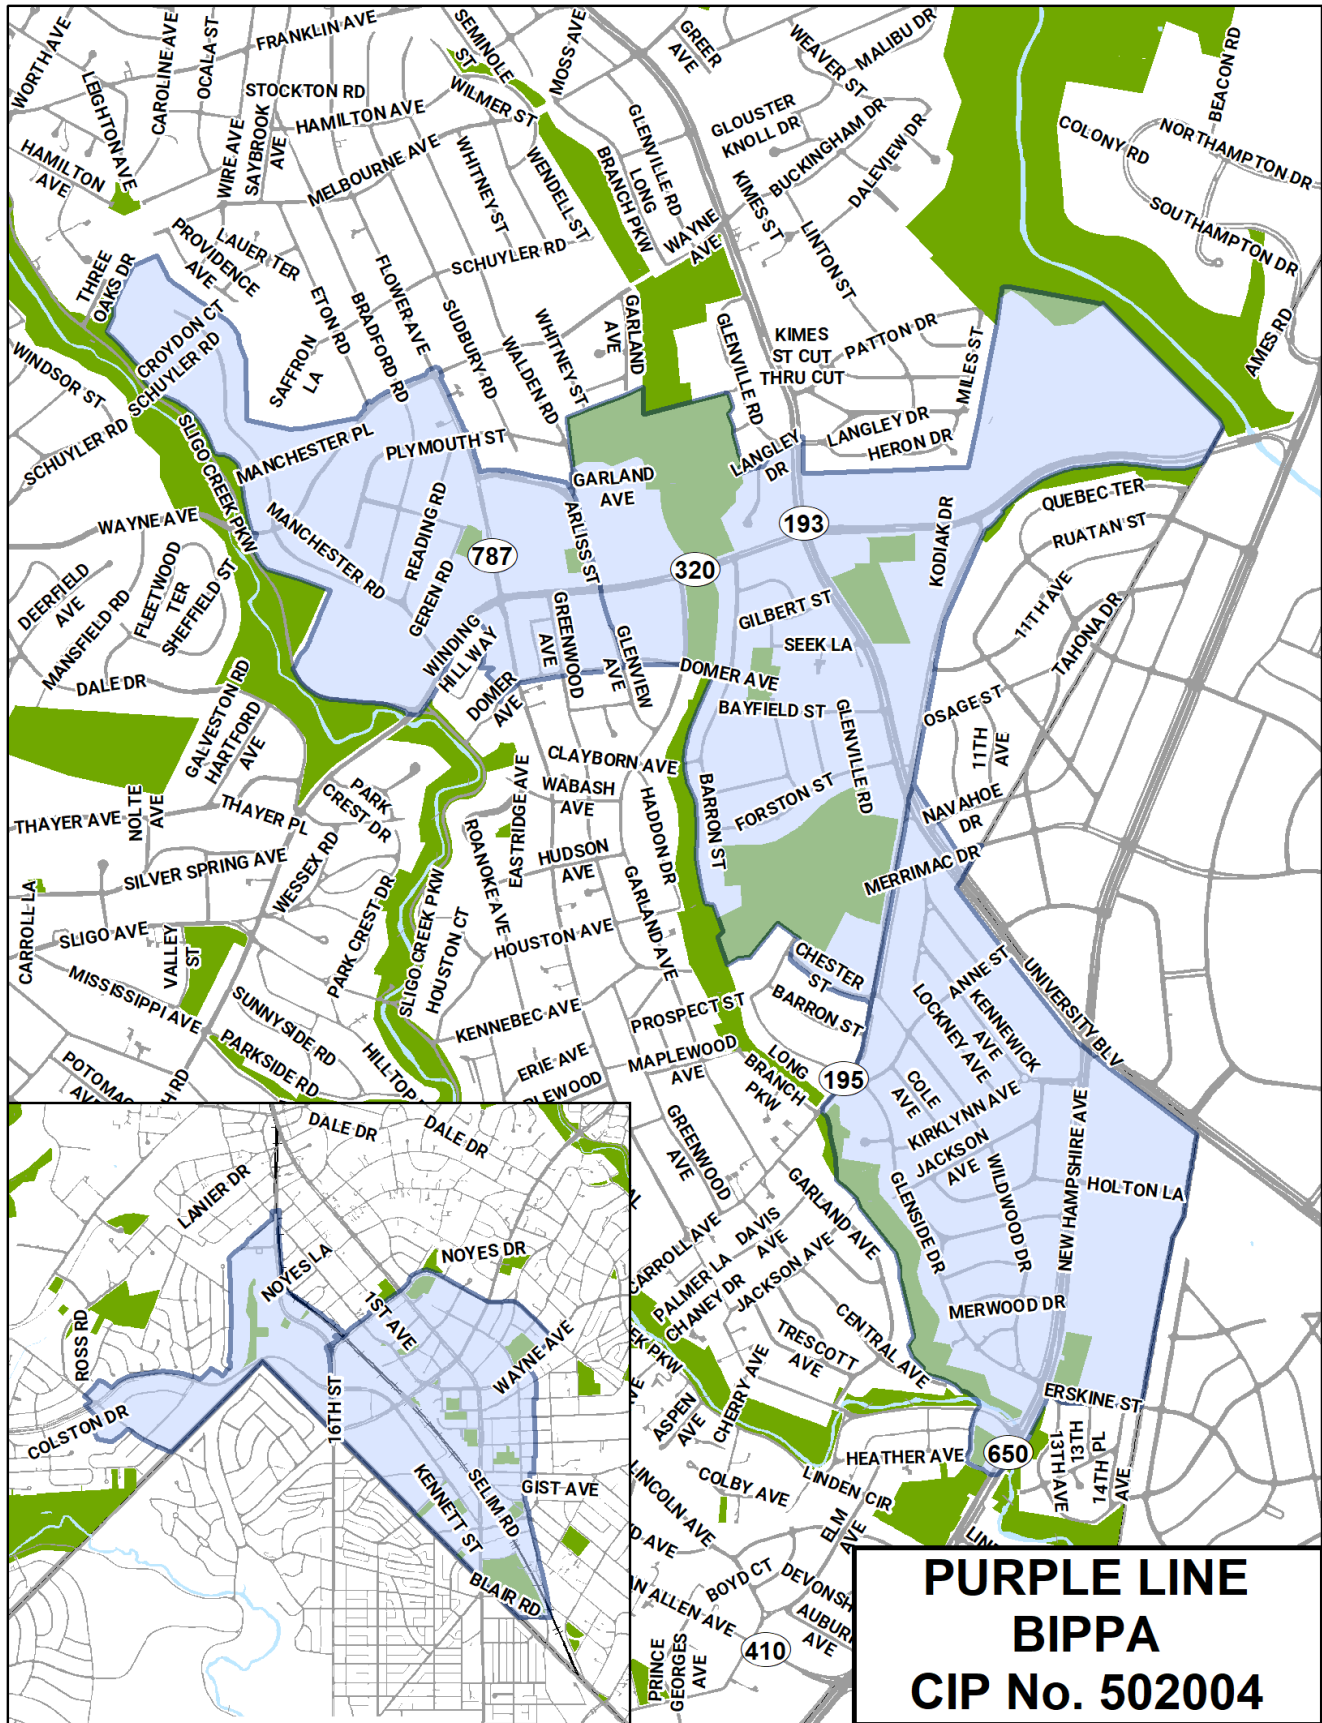 WORTH AVE
LEIGHTON AVE
CAROLINE AVE
OCALA ST
FRANKLIN AVE
STOCKTON RD
HAMILTON AVE
SEMINOLE
ST
WILMER ST
MOSS AVE
GREER
AVE
WEAVER ST
MALIBU DR
BEACON RD
HAMILTON
AVE
WIRE AVE
SAYBROOK
AVE
MELBOURNE AVE
WHITNEY ST
WENDELL ST
BRANCH PKW
LONG
GLENVILLE RD
GLOUSTER
KNOLL DR
BUCKINGHAM DR
DALEVIEW DR
COLONY RD
NORTHAMPTON DR
SOUTHAMPTON DR
WAYNE
AVE
KIMES ST
LINTON ST
THREE
OAKS DR
PROVIDENCE
AVE
LAUER TER
SCHUYLER RD
ETON RD
BRADFORD RD
FLOWER AVE
SUDBURY RD
WALDEN RD
WHITNEY ST
GARLAND
AVE
GLENVILLE RD
KIMES
ST CUT
THRU CUT
PATTON DR
MILES ST
AMES RD
CROYDON CT
SCHUYLER RD
SAFFRON
LA
WINDSOR ST
SCHUYLER RD
SLIGO CREEK PKW
MANCHESTER PL
PLYMOUTH ST
LANGLEY
DR
LANGLEY DR
HERON DR
GARLAND
AVE
WAYNE AVE
MANCHESTER RD
READING RD
GEREN RD
787
ARLISS ST
320
193
KODIAK DR
QUEBEC TER
RUATAN ST
11TH AVE
TAHONA DR
DEERFIELD
AVE
MANSFIELD RD
FLEETWOOD
TER
SHEFFIELD ST
DALE DR
WINDING
HILL WAY
GREENWOOD
AVE
GLENVIEW
AVE
GILBERT ST
SEEK LA
DOMER AVE
DOMER
AVE
BAYFIELD ST
GLENVILLE RD
OSAGE ST
11TH
AVE
GALVESTON RD
HARTFORD
AVE
CLAYBORN AVE
WABASH
AVE
EASTRIDGE AVE
HADDON DR
BARRON ST
FORSTON ST
NAVAHOE
DR
MERRIMAC DR
THAYER AVE
NOLTE
AVE
THAYER PL
PARK
CREST DR
ROANOKE AVE
HUDSON
AVE
SILVER SPRING AVE
WESSEX RD
PARK CREST DR
SLIGO CREEK PKW
HOUSTON CT
HOUSTON AVE
GARLAND AVE
CARROLL LA
SLIGO AVE
VALLEY
ST
MISSISSIPPI AVE
SUNNYSIDE RD
PARKSIDE RD
HILLTOP
KENNEBEC AVE
ERIE AVE
PROSPECT ST
MAPLEWOOD
AVE
BARRON ST
CHESTER
ST
LONG
BRANCH
PKW
195
ANNE ST
LOCKNEY AVE
KENNEWICK
AVE
UNIVERSITY BLV
COLE
AVE
KIRKLYNN AVE
JACKSON
AVE
WILDWOOD DR
NEW HAMPSHIRE AVE
HOLTON LA
GLENSIDE DR
MERWOOD DR
POTOMAC
AVE
H RD
PLEWOOD
GREENWOOD
AVE
GARLAND AVE
CARROLL AVE
PALMER LA
DAVIS
AVE
CHANEY DR
JACKSON AVE
TRESCOTT
AVE
CENTRAL AVE
EK PKW
ASPEN
AVE
CHERRY AVE
HEATHER AVE
650
ERSKINE ST
13TH AVE
13TH
14TH PL
AVE
COLBY AVE
LINDEN CIR
LINCOLN AVE
ELM
AVE
BOYD CT
DEVONSH
AUBUR
AVE
D AVE
AN ALLEN AVE
410
PRINCE
GEORGES
AVE
LIN
DALE DR
DALE DR
LANIER DR
NOYES LA
NOYES DR
1ST AVE
WAYNE AVE
ROSS RD
COLSTON DR
16TH ST
KENNETT ST
SELIM RD
GIST AVE
BLAIR RD
PURPLE LINE
BIPPA
CIP No. 502004